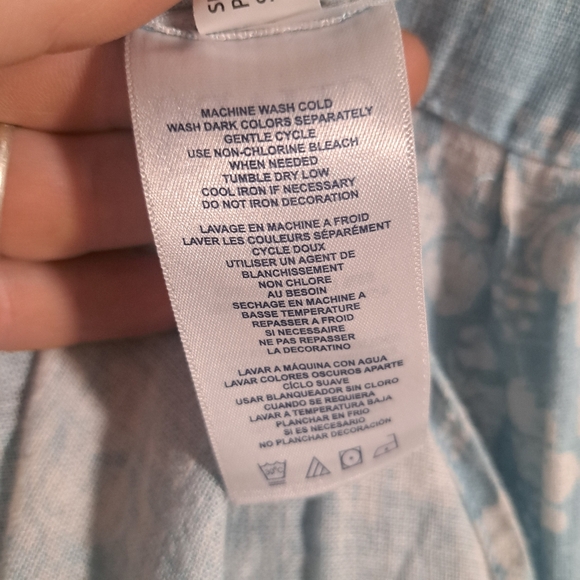 MACHINE WASH COLD
WASH DARK COLORS SEPARATELY
GENTLE CYCLE
USE NON-CHLORINE BLEACH
WHEN NEEDED
TUMBLE DRY LOW
COOL IRON IF NECESSARY
DO NOT IRON DECORATION
LAVAGE EN MACHINE A FROID
LAVER LES COULEURS SÉPARÉMENT
CYCLE DOUX
UTILISER UN AGENT DE
BLANCHISSEMENT
NON CHLORE
AU BESOIN
SECHAGE EN MACHINE A
BASSE TEMPERATURE
REPASSER A FROID
SI NECESSAIRE
NE PAS REPASSER
LA DECORATINO
LAVAR A MÁQUINA CON AGUA
LAVAR COLORES OSCUROS APARTE
CÍCLO SUAVE
USAR BLANQUEADOR SIN CLORO
CUANDO SE REQUIERA
LAVAR A TEMPERATURA BAJA
PLANCHAR EN FRIO
SI ES NECESARIO
NO PLANCHAR DECORACIÓN